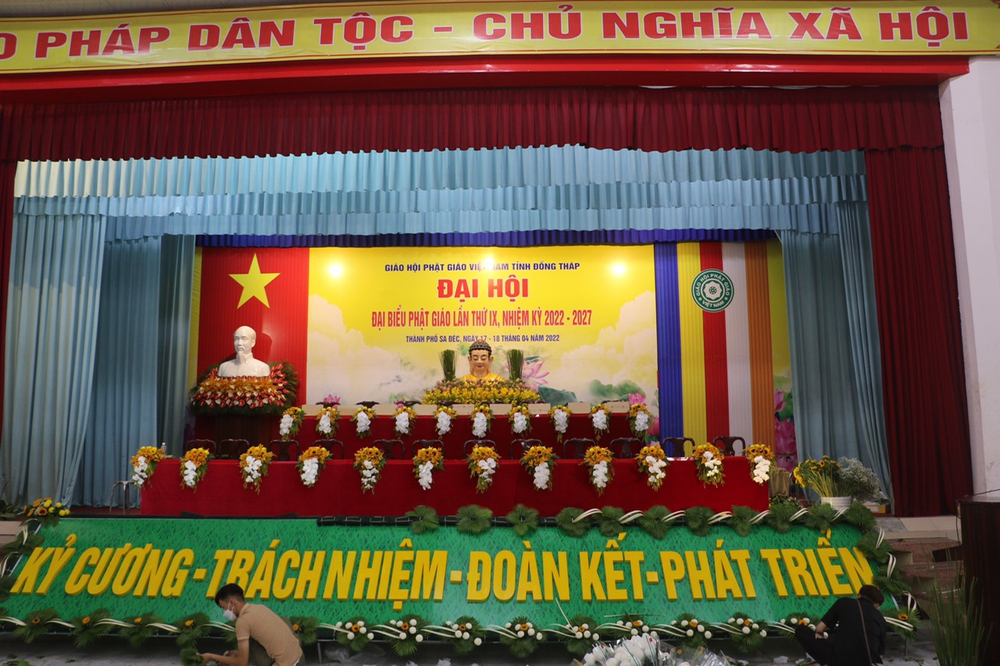 PHÁP DÂN TỘC - CHỦ NGHĨA XÃ HỘI
GIÁO HỘI PHẬT GIÁO VIỆT NAM TỈNH ĐỒNG THÁP
ĐẠI HỘI
ĐẠI BIỂU PHẬT GIÁO LẦN THỨ IX, NHIỆM KỲ 2022 - 2027
THÀNH PHỐ SA ĐÉC, NGÀY 17 - 18 THÁNG 04 NĂM 2022
KỶ CƯƠNG - TRÁCH NHIỆM - ĐOÀN KẾT - PHÁT TRIỂN